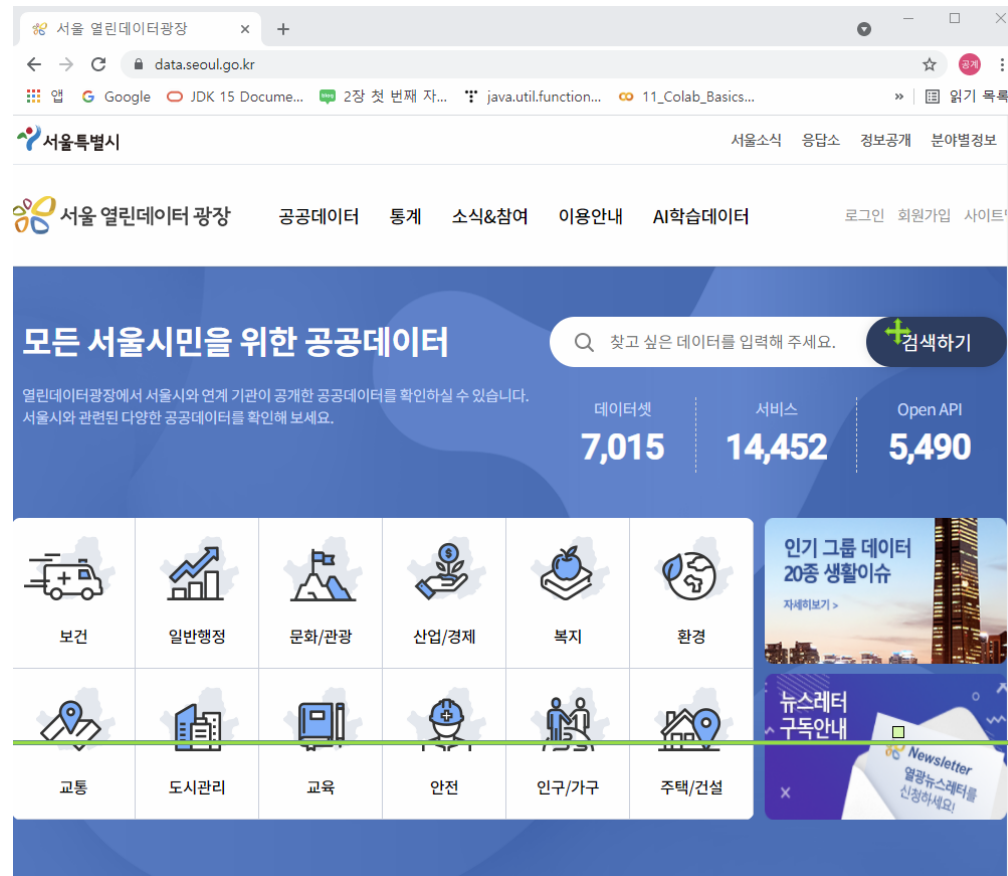 서울 열린데이터광장
data.seoul.go.kr
공계
앱 Google JDK 15 Docume... 2장 첫 번째 자... java.util.function... 11_Colab_Basics... » 읽기 목록
서울특별시
서울소식 응답소 정보공개 분야별정보
서울 열린데이터 광장 공공데이터 통계 소식&참여 이용안내 AI학습데이터 로그인 회원가입
모든 서울시민을 위한 공공데이터
찾고 싶은 데이터를 입력해 주세요. 검색하기
열린데이터광장에서 서울시와 연계 기관이 공개한 공공데이터를 확인하실 수 있습니다.
서울시와 관련된 다양한 공공데이터를 확인해 보세요.
데이터셋 서비스 Open API
7,015 14,452 5,490
인기 그룹 데이터
20종 생활이슈
자세히보기 >
보건 일반행정 문화/관광 산업/경제 복지 환경
뉴스레터
구독안내
Newsletter
열광뉴스레터를
신청하세요!
교통 도시관리 교육 안전 인구/가구 주택/건설